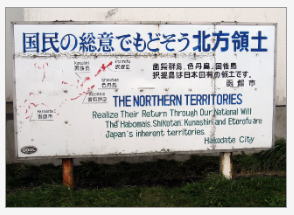 国民の総意でもどそう北方領土
歯舞群島、色丹島、国後島
択捉島は日本固有の領土です。
函館市
THE NORTHERN TERRITORIES
Realize Their Return Through Our National Will
The Habomais, Shikotan, Kunashiri and Etorofu are
Japan's inherent territories.
Hakodate City